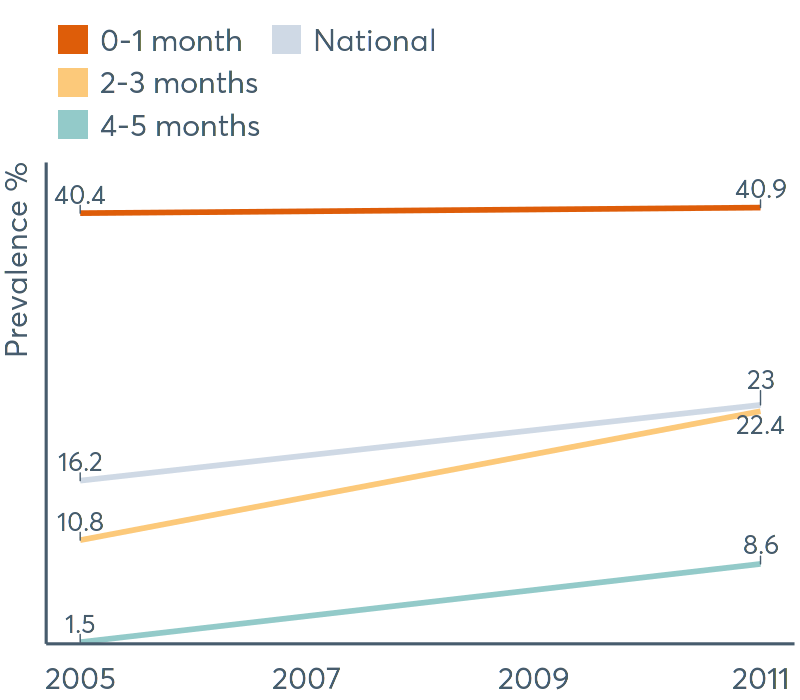 0-1 month National
2-3 months
4-5 months
Prevalence %
40.4 40.9
23
22.4
16.2
10.8
8.6
1.5
2005 2007 2009 2011